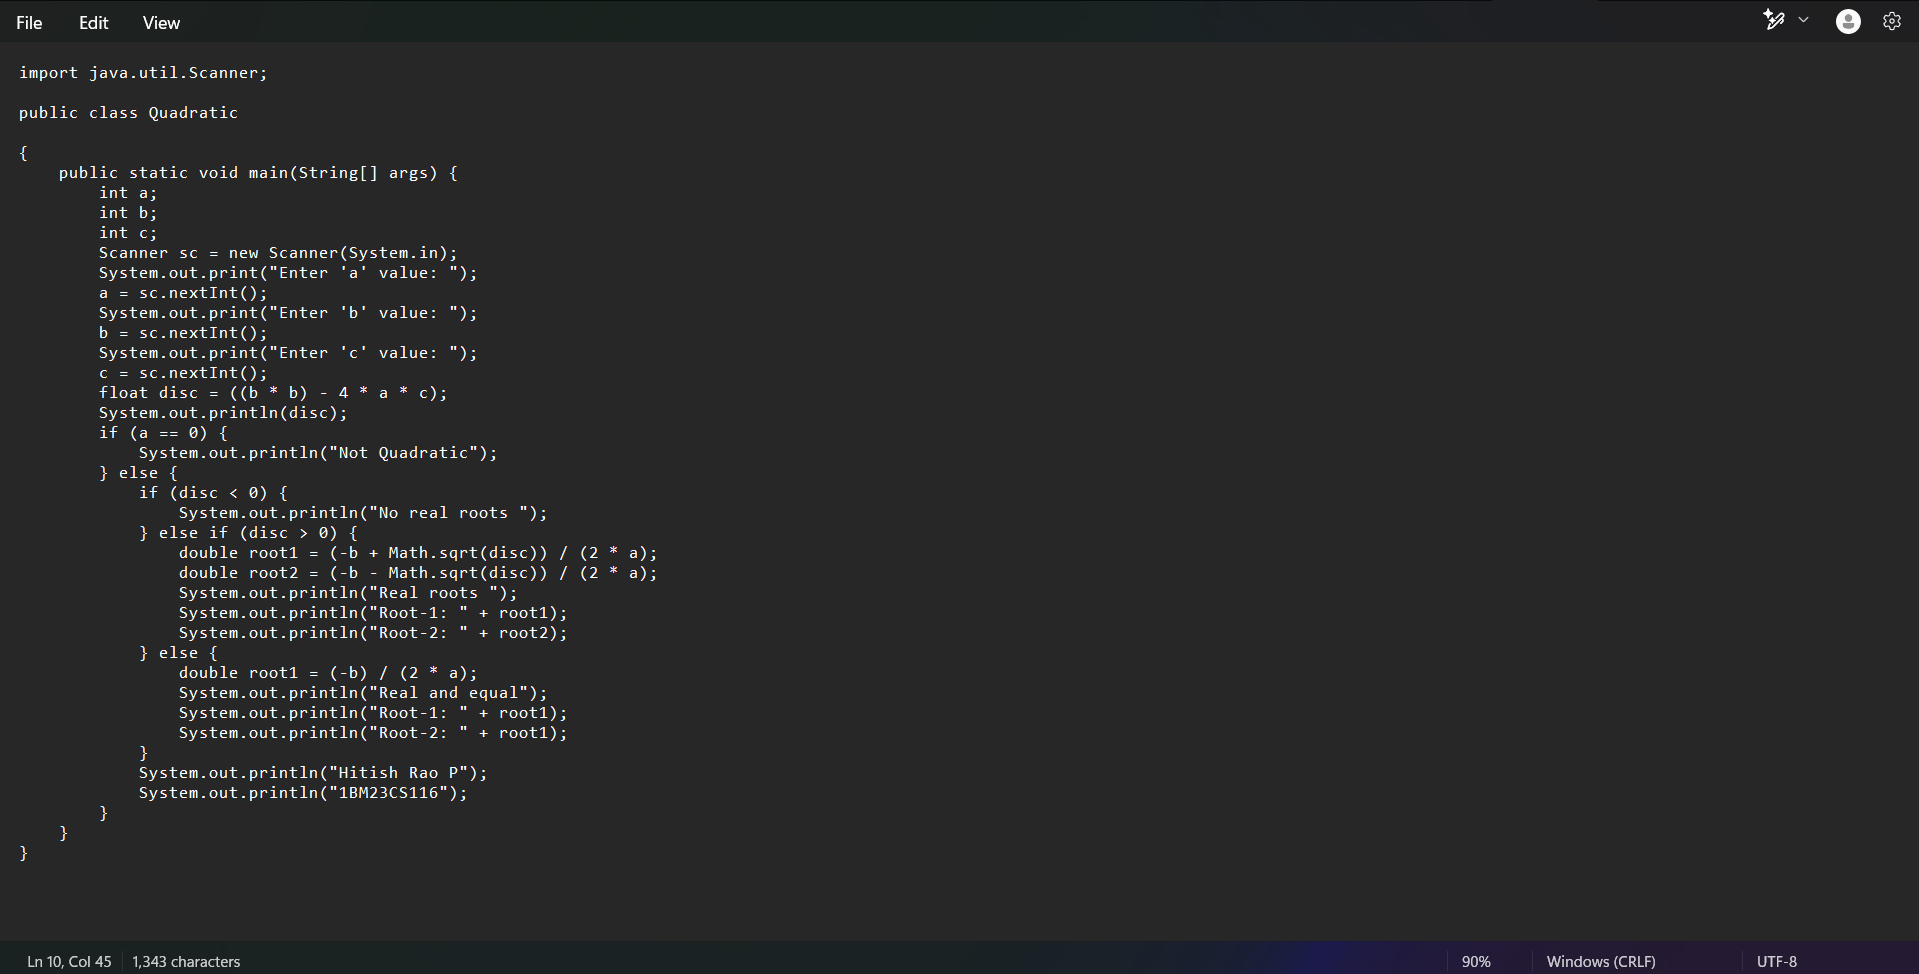 File Edit View
import java.util.Scanner;
public class Quadratic
{
    public static void main(String[] args) {
        int a;
        int b;
        int c;
        Scanner sc = new Scanner(System.in);
        System.out.print("Enter 'a' value: ");
        a = sc.nextInt();
        System.out.print("Enter 'b' value: ");
        b = sc.nextInt();
        System.out.print("Enter 'c' value: ");
        c = sc.nextInt();
        float disc = ((b * b) - 4 * a * c);
        System.out.println(disc);
        if (a == 0) {
            System.out.println("Not Quadratic");
        } else {
            if (disc < 0) {
                System.out.println("No real roots ");
            } else if (disc > 0) {
                double root1 = (-b + Math.sqrt(disc)) / (2 * a);
                double root2 = (-b - Math.sqrt(disc)) / (2 * a);
                System.out.println("Real roots ");
                System.out.println("Root-1: " + root1);
                System.out.println("Root-2: " + root2);
            } else {
                double root1 = (-b) / (2 * a);
                System.out.println("Real and equal");
                System.out.println("Root-1: " + root1);
                System.out.println("Root-2: " + root1);
            }
            System.out.println("Hitish Rao P");
            System.out.println("1BM23CS116");
        }
    }
}
Ln 10, Col 45 1,343 characters 90% Windows (CRLF) UTF-8